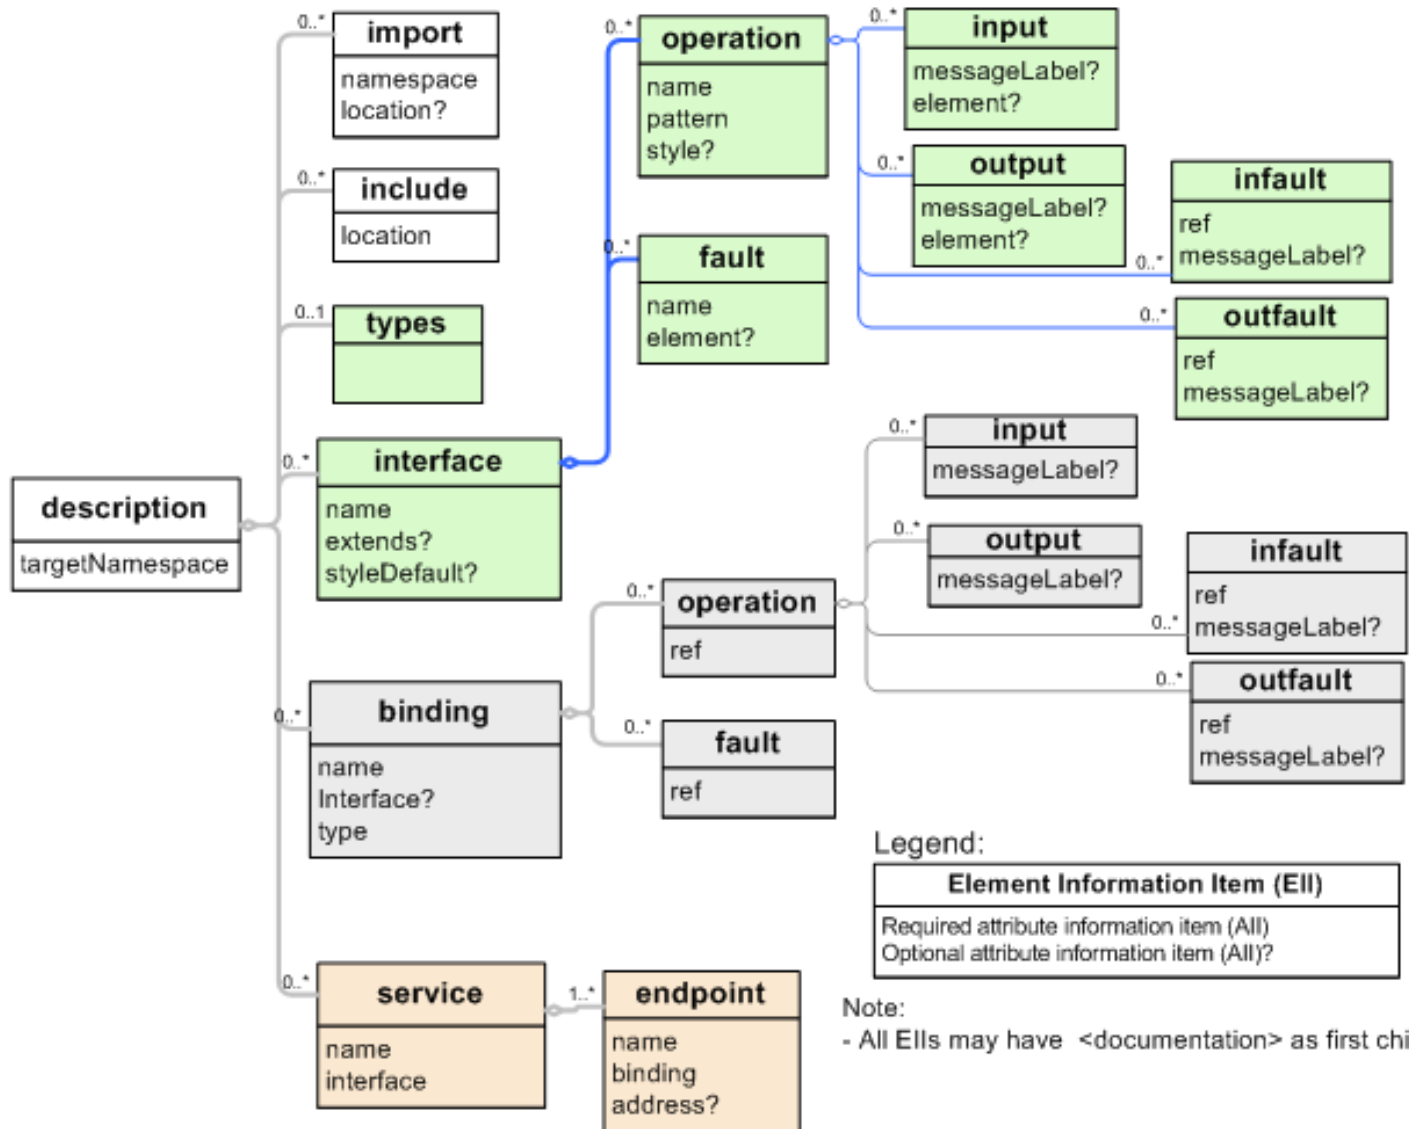 0..*
import
namespace
location?
0..*
include
location
0..1
types
0..*
interface
name
extends?
styleDefault?
description
targetNamespace
0..*
operation
name
pattern
style?
0..*
fault
name
element?
0..*
input
messageLabel?
element?
0..*
output
messageLabel?
element?
0..*
infault
ref
messageLabel?
0..*
outfault
ref
messageLabel?
0..*
binding
name
Interface?
type
0..*
operation
ref
0..*
fault
ref
0..*
input
messageLabel?
0..*
output
messageLabel?
0..*
infault
ref
messageLabel?
0..*
outfault
ref
messageLabel?
0..*
service
name
interface
1..*
endpoint
name
binding
address?
Legend:
Element Information Item (EII)
Required attribute information item (AII)
Optional attribute information item (AII)?
Note:
- All EIIs may have <documentation> as first chi